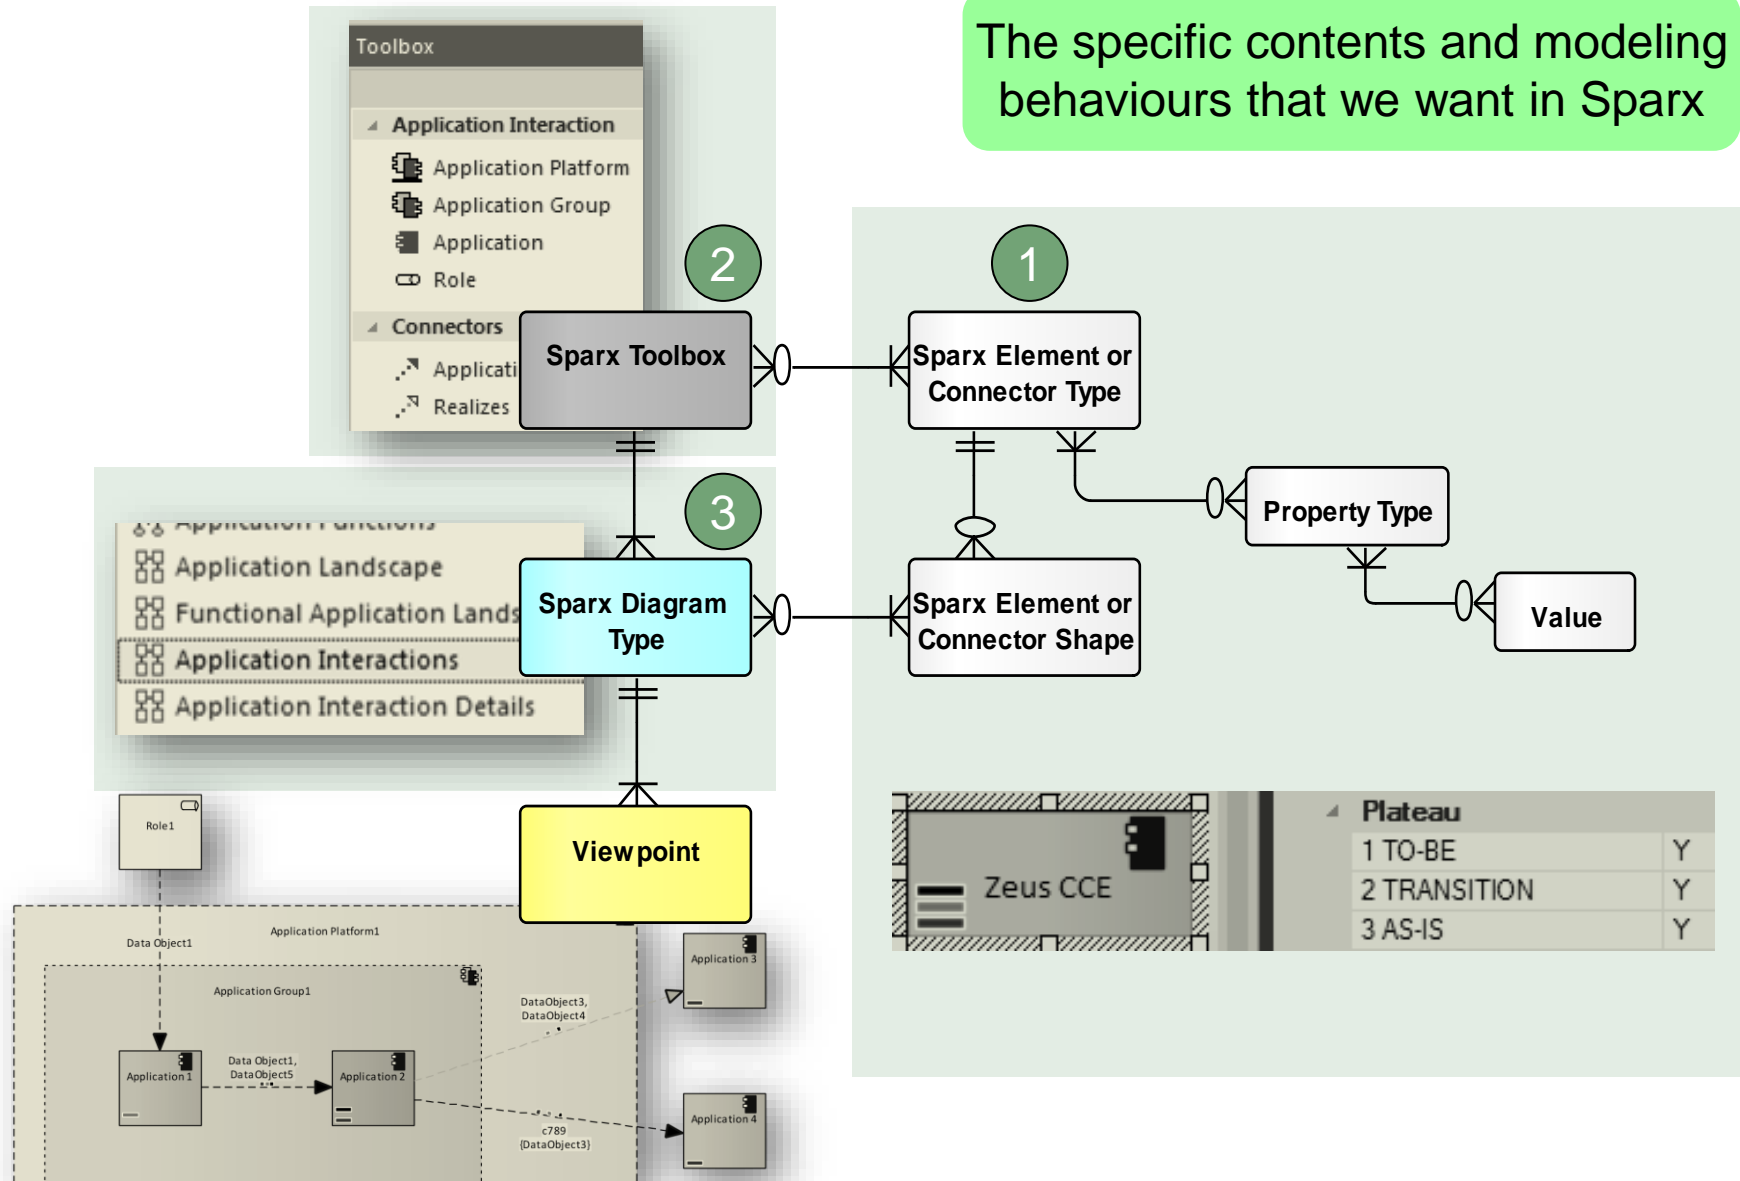 The specific contents and modeling
behaviours that we want in Sparx
Toolbox
Application Interaction
Application Platform
Application Group
Application
Role
Connectors
Applicati
Realizes
2
Sparx Toolbox
1
Sparx Element or
Connector Type
3
Application Functions
Application Landscape
Functional Application Lands
Application Interactions
Application Interaction Details
Sparx Diagram
Type
Sparx Element or
Connector Shape
Property Type
Value
Viewpoint
Zeus CCE
Plateau
1 TO-BE Y
2 TRANSITION Y
3 AS-IS Y
Role1
Data Object1
Application Platform1
Application Group1
Application 1
Data Object1,
DataObject5
Application 2
DataObject3,
DataObject4
Application 3
c789
{DataObject3}
Application 4